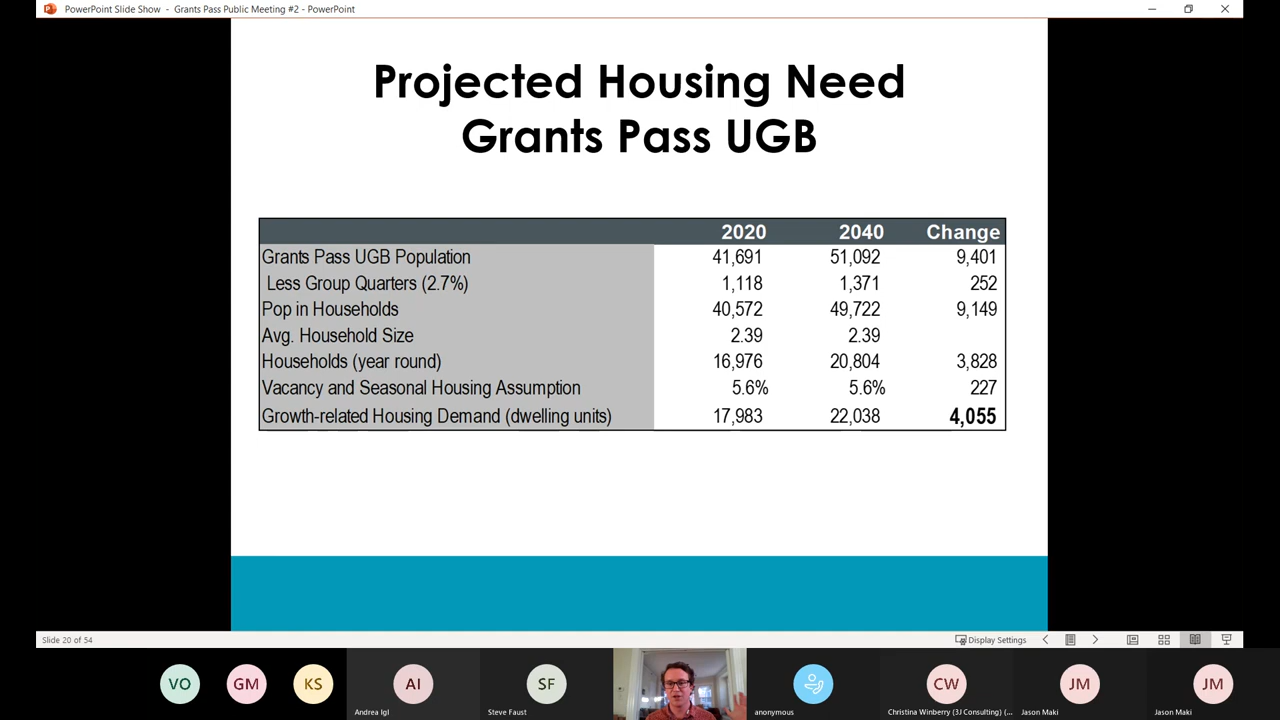 PowerPoint Slide Show - Grants Pass Public Meeting #2 - PowerPoint
Projected Housing Need
Grants Pass UGB
2020 2040 Change
Grants Pass UGB Population 41,691 51,092 9,401
Less Group Quarters (2.7%) 1,118 1,371 252
Pop in Households 40,572 49,722 9,149
Avg. Household Size 2.39 2.39
Households (year round) 16,976 20,804 3,828
Vacancy and Seasonal Housing Assumption 5.6% 5.6% 227
Growth-related Housing Demand (dwelling units) 17,983 22,038 4,055
Slide 20 of 54 Display Settings
VO GM KS AI SF CW JM JM
Andrea Igl Steve Faust anonymous Christina Winberry (3J Consulting) (... Jason Maki Jason Maki